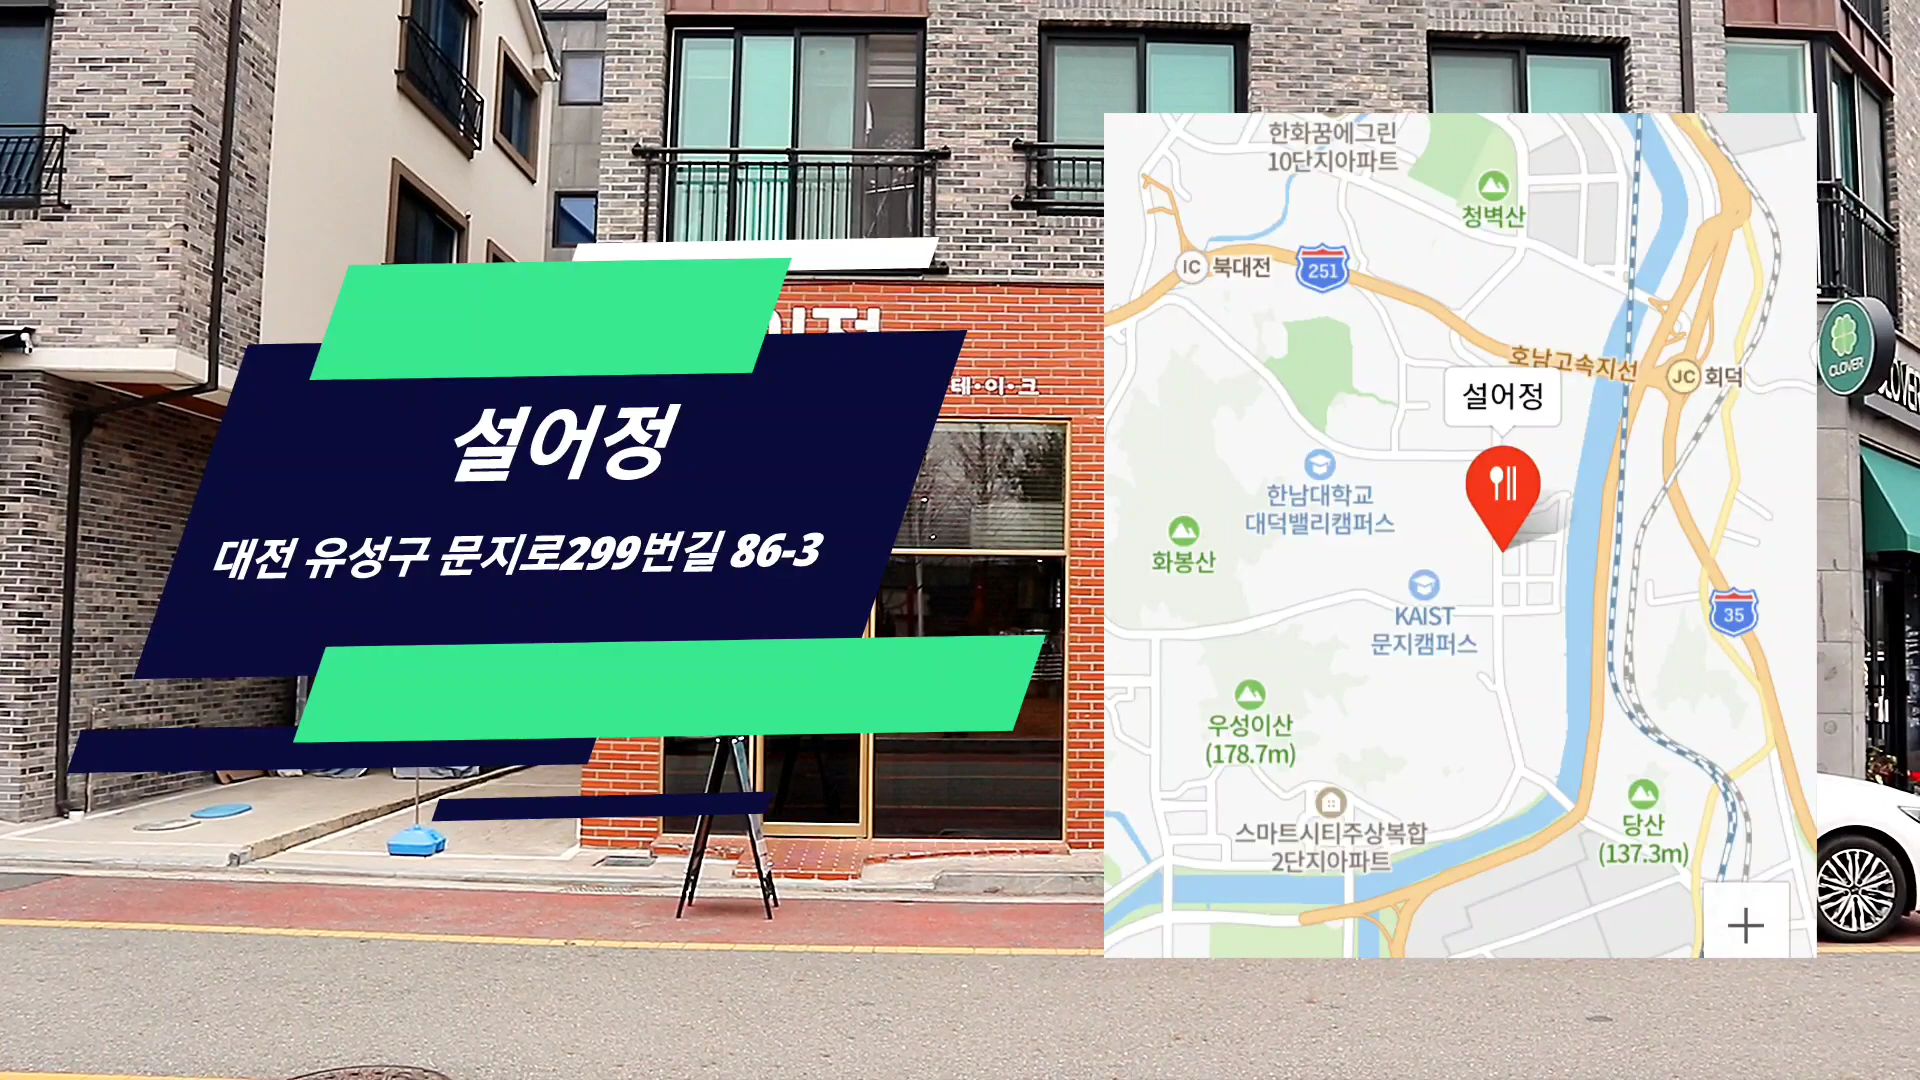 설어정
대전 유성구 문지로299번길 86-3
테·이·크
한화꿈에그린
10단지아파트
청벽산
IC 북대전
251
호남고속지선
JC 회덕
설어정
한남대학교
대덕밸리캠퍼스
화봉산
KAIST
문지캠퍼스
35
우성이산
(178.7m)
스마트시티주상복합
2단지아파트
당산
(137.3m)
CLOVER
CLOVER